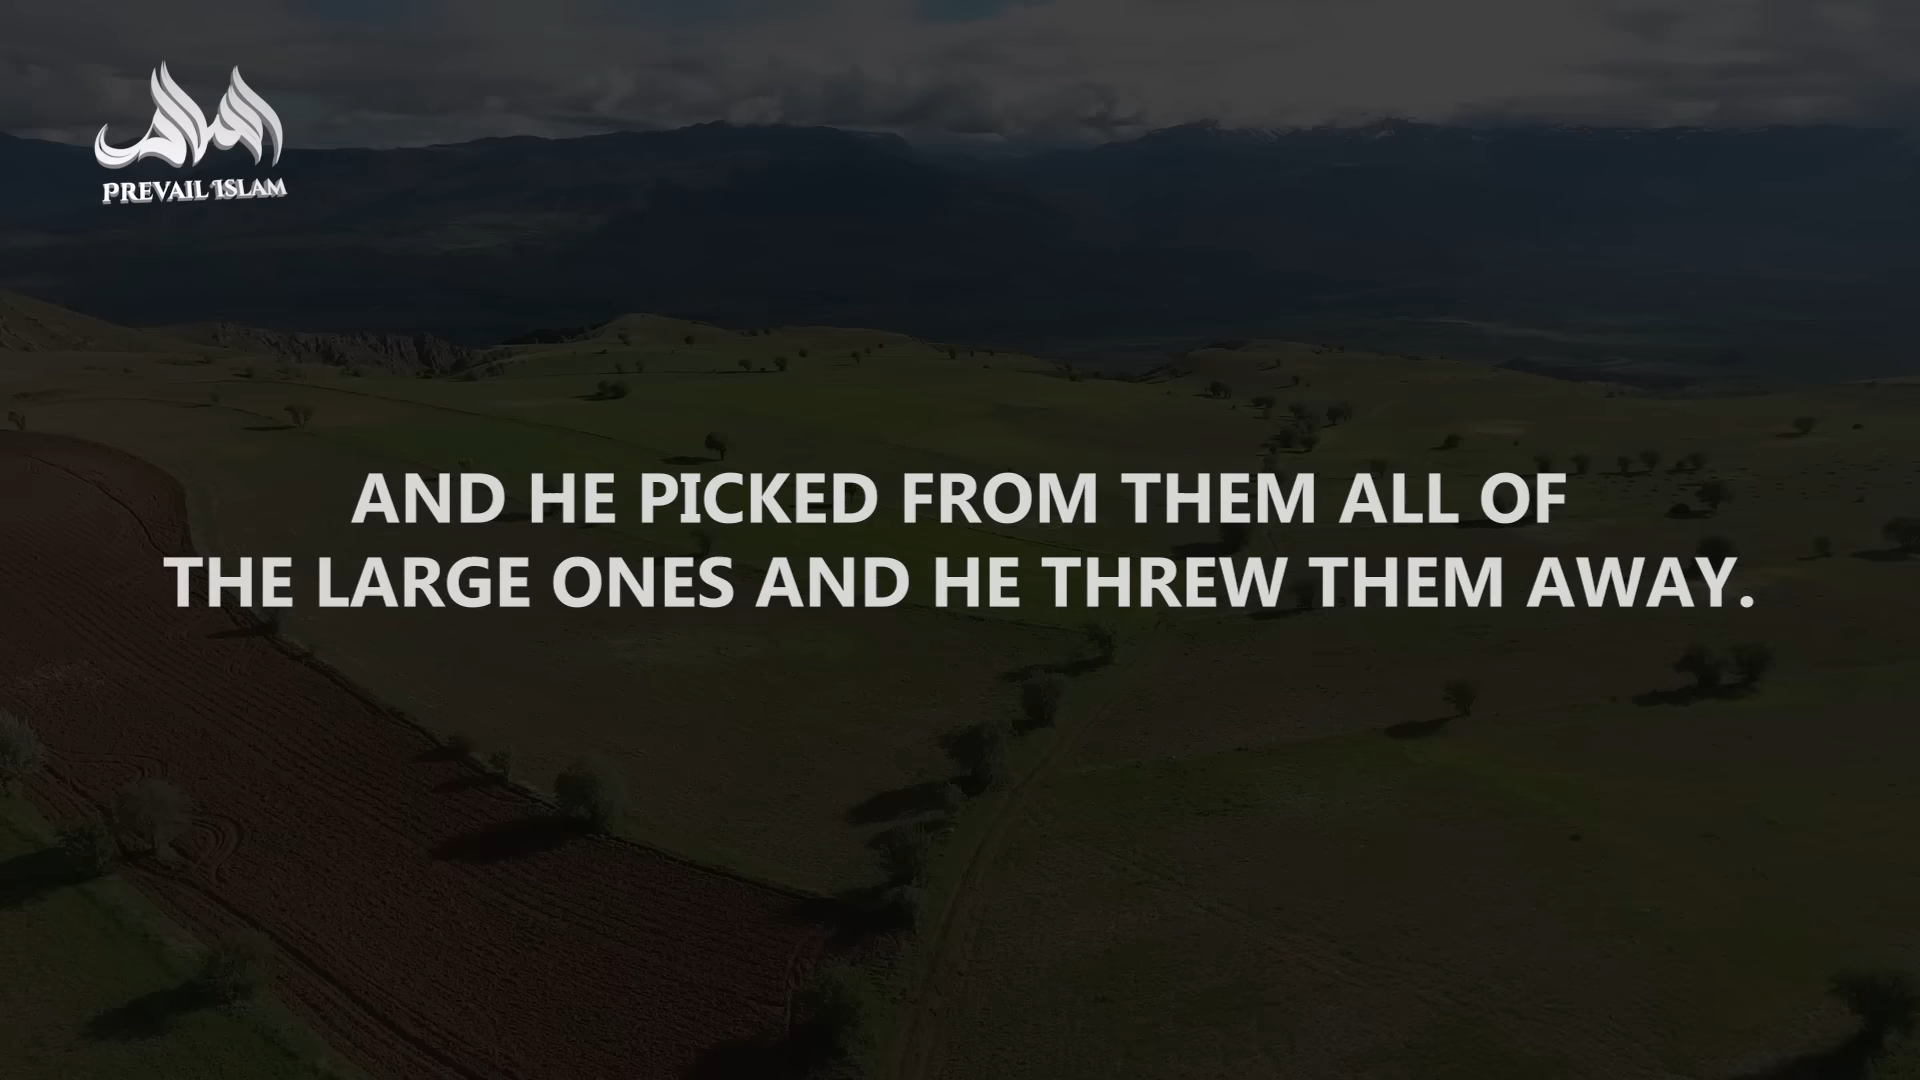 PREVAIL ISLAM
AND HE PICKED FROM THEM ALL OF
THE LARGE ONES AND HE THREW THEM AWAY.